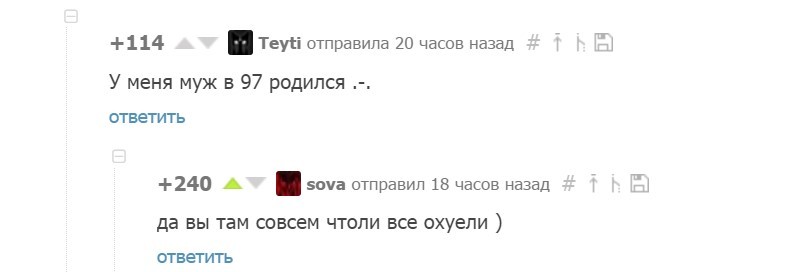 +114 Teyti отправила 20 часов назад #
У меня муж в 97 родился .-.
ответить
+240 sova отправил 18 часов назад #
да вы там совсем чтоли все охуели )
ответить